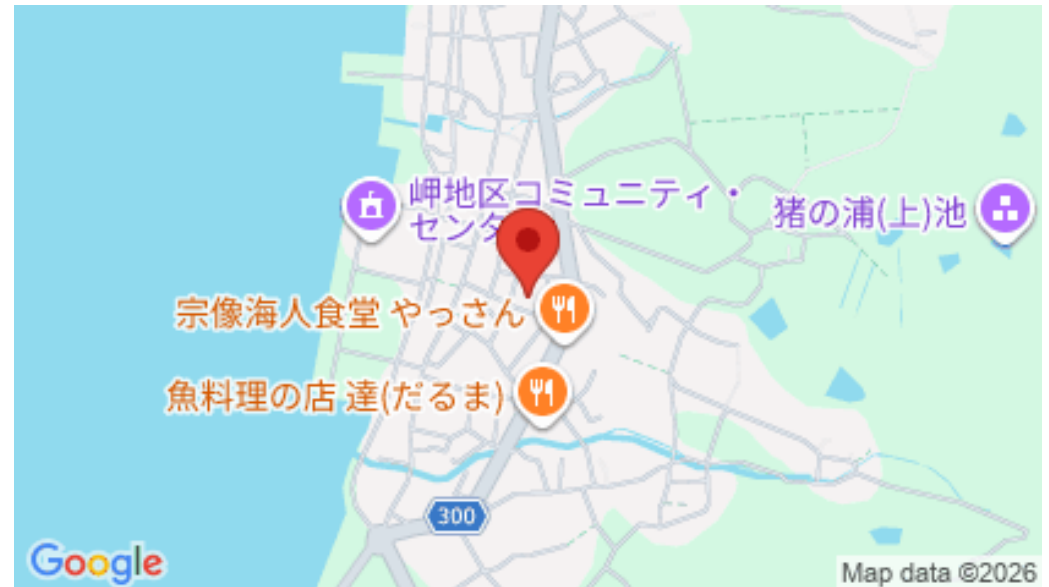 岬地区コミュニティ・
センタ
猪の浦(上)池
宗像海人食堂 やっさん
魚料理の店 達(だるま)
300
Google
Map data ©2026